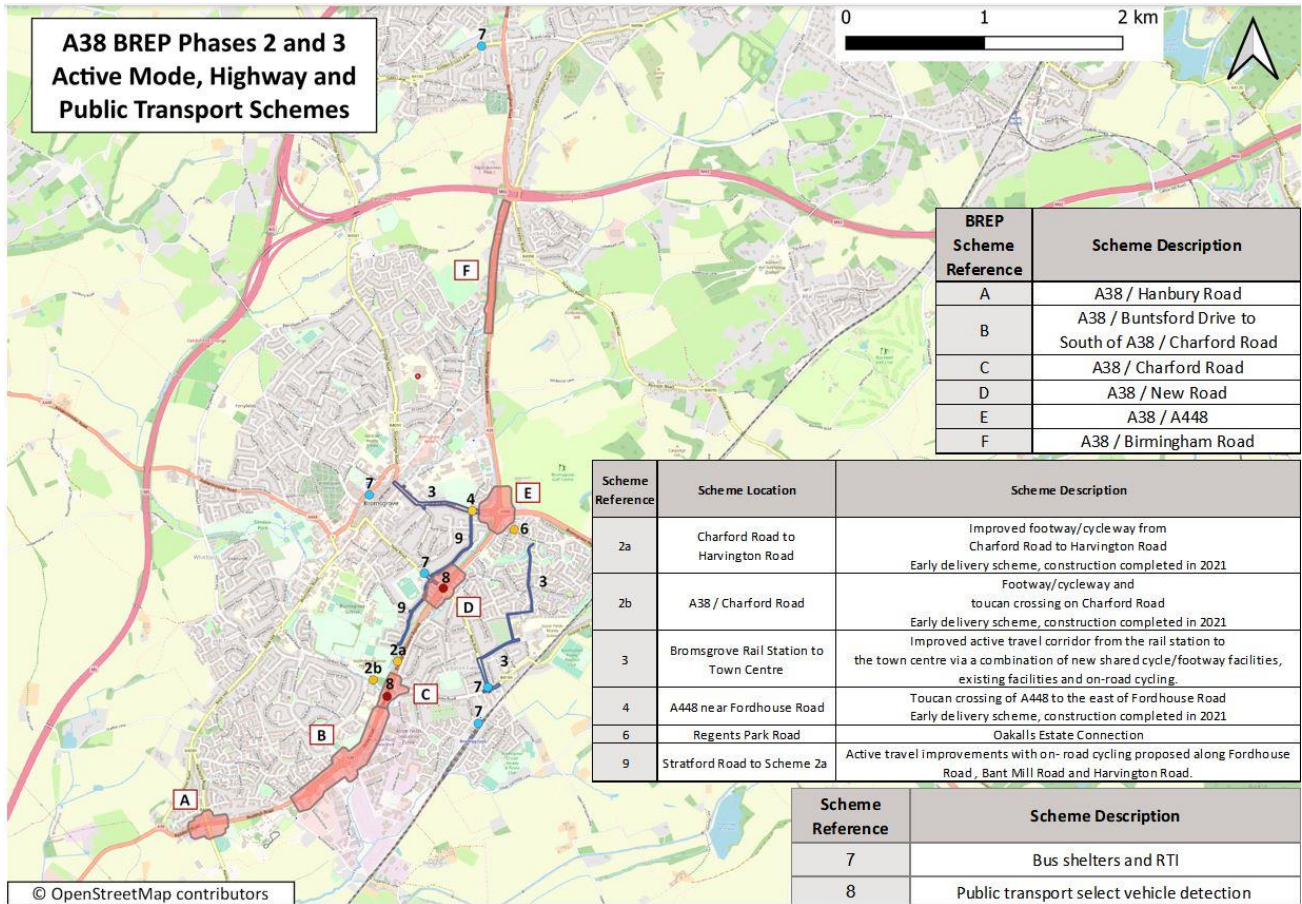 A38 BREP Phases 2 and 3
Active Mode, Highway and
Public Transport Schemes
0 1 2 km
7
F
BREP
Scheme
Reference
Scheme Description
A
A38 / Hanbury Road
B
A38 / Buntsford Drive to
South of A38 / Charford Road
C
A38 / Charford Road
D
A38 / New Road
E
A38 / A448
F
A38 / Birmingham Road
7
Bromsgrove
3
4
E
6
9
7
8
D
3
9
2a
2b
8
C
3
7
7
B
A
Scheme
Reference
Scheme Location
Scheme Description
2a
Charford Road to
Harvington Road
Improved footway/cycleway from
Charford Road to Harvington Road
Early delivery scheme, construction completed in 2021
2b
A38 / Charford Road
Footway/cycleway and
toucan crossing on Charford Road
Early delivery scheme, construction completed in 2021
3
Bromsgrove Rail Station to
Town Centre
Improved active travel corridor from the rail station to
the town centre via a combination of new shared cycle/footway facilities,
existing facilities and on-road cycling.
4
A448 near Fordhouse Road
Toucan crossing of A448 to the east of Fordhouse Road
Early delivery scheme, construction completed in 2021
6
Regents Park Road
Oakalls Estate Connection
9
Stratford Road to Scheme 2a
Active travel improvements with on- road cycling proposed along Fordhouse
Road , Bant Mill Road and Harvington Road.
Scheme
Reference
Scheme Description
7
Bus shelters and RTI
8
Public transport select vehicle detection
© OpenStreetMap contributors